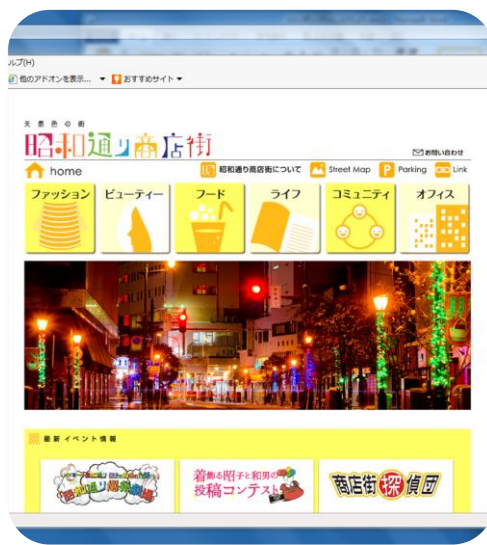 ルプ(H)
他のアドオンを表示... おすすめサイト
天然色の街
昭和通り商店街
お問い合わせ
home 昭和通り商店街について Street Map Parking Link
ファッション ビューティー フード ライフ コミュニティ オフィス
最新イベント情報
着飾る昭子と和男の
投稿コンテスト
商店街探偵団